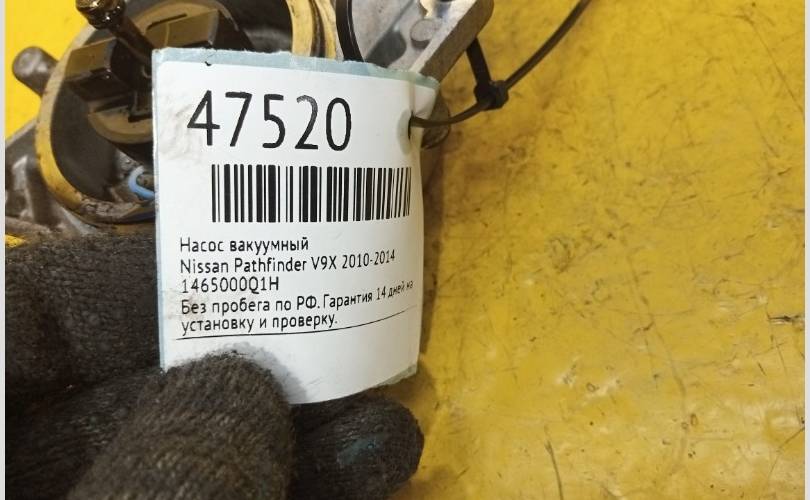 47520
Насос вакуумный
Nissan Pathfinder V9X 2010-2014
1465000Q1H
Без пробега по РФ. Гарантия 14 дней на
установку и проверку.